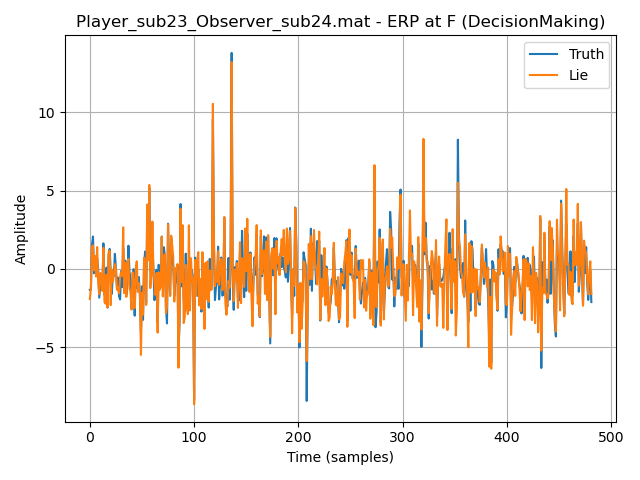 Player_sub23_Observer_sub24.mat - ERP at F (DecisionMaking)
Truth
Lie
Amplitude
10
5
0
−5
0 100 200 300 400 500
Time (samples)